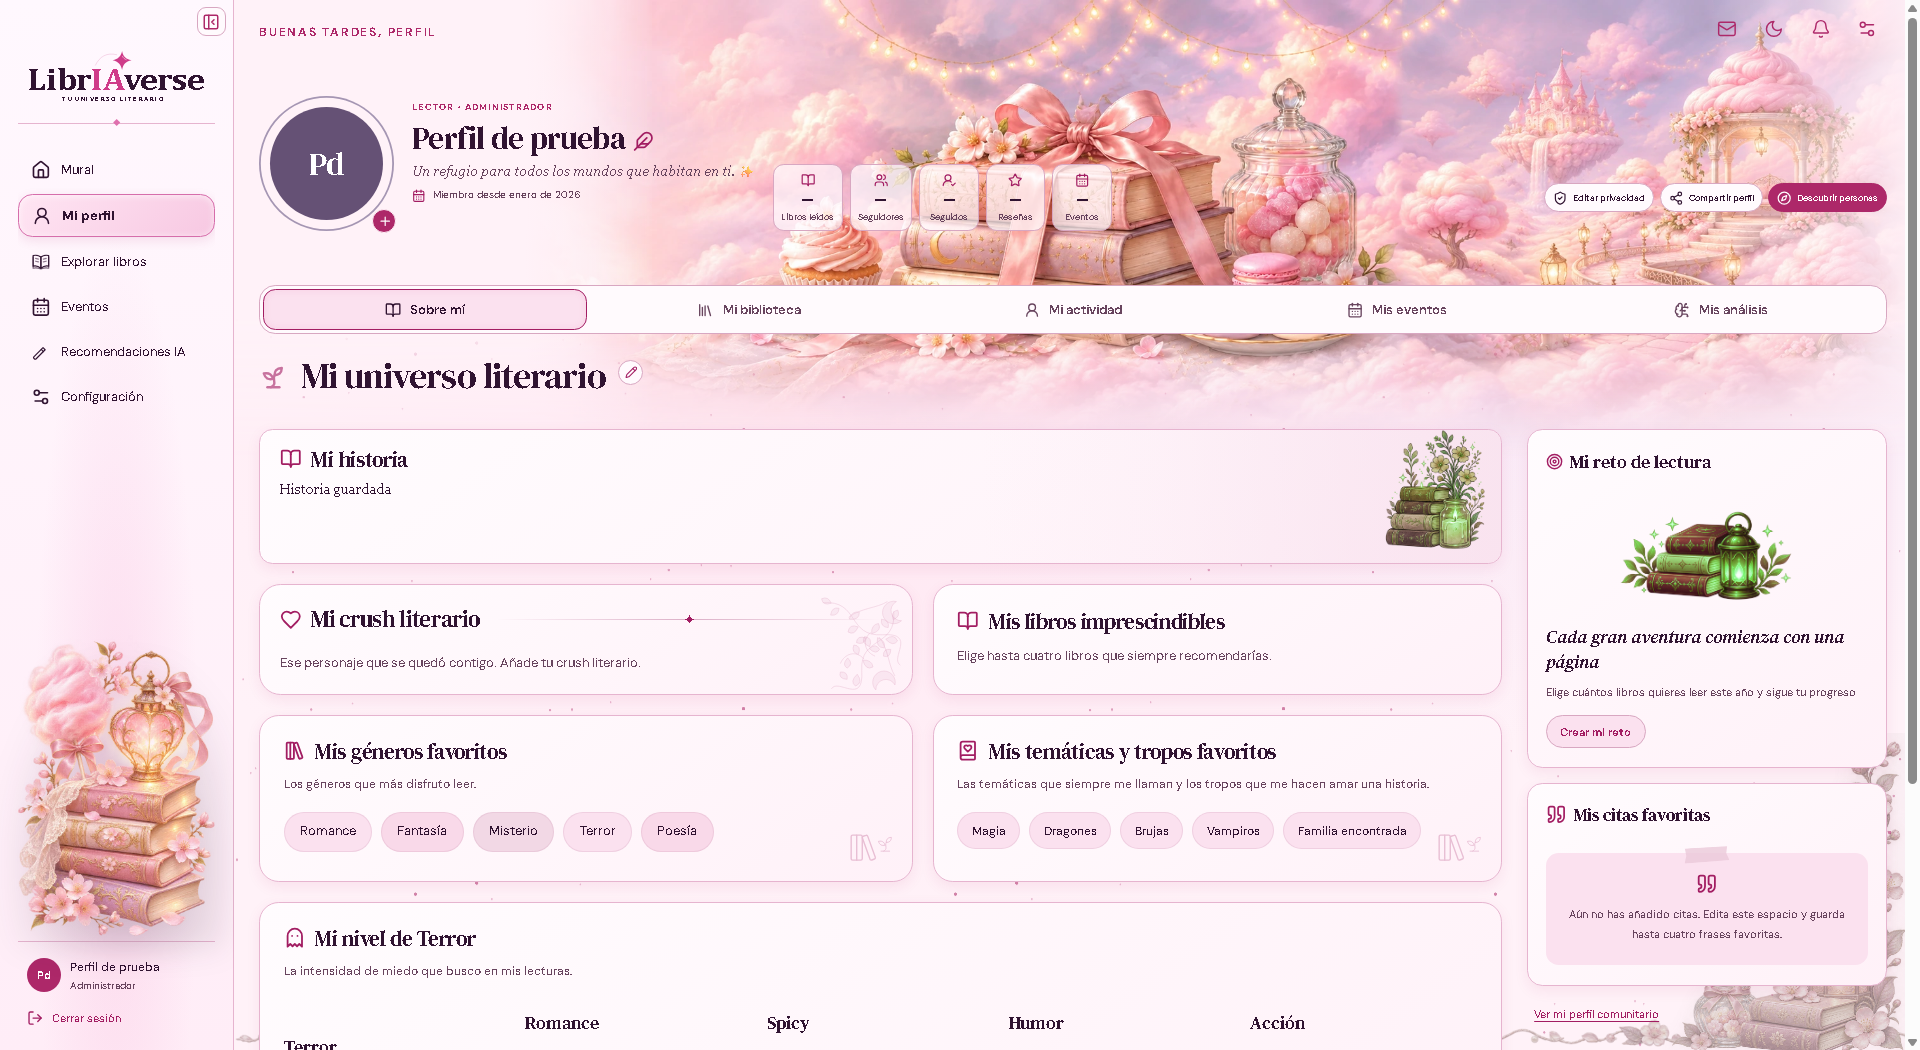 LibrIAverse
TU UNIVERSO LITERARIO
Mural
Mi perfil
Explorar libros
Eventos
Recomendaciones IA
Configuración
Pd
Perfil de prueba
Administrador
Cerrar sesión
BUENAS TARDES, PERFIL
Pd
LECTOR · ADMINISTRADOR
Perfil de prueba
Un refugio para todos los mundos que habitan en ti. ✨
Miembro desde enero de 2026
— — — — —
Libros leídos Seguidores Seguidos Reseñas Eventos
Editar privacidad Compartir perfil Descubrir personas
Sobre mí Mi biblioteca Mi actividad Mis eventos Mis análisis
Mi universo literario
Mi historia
Historia guardada
Mi crush literario
Ese personaje que se quedó contigo. Añade tu crush literario.
Mis libros imprescindibles
Elige hasta cuatro libros que siempre recomendarías.
Mis géneros favoritos
Los géneros que más disfruto leer.
Romance Fantasía Misterio Terror Poesía
Mis temáticas y tropos favoritos
Las temáticas que siempre me llaman y los tropos que me hacen amar una historia.
Magia Dragones Brujas Vampiros Familia encontrada
Mi nivel de Terror
La intensidad de miedo que busco en mis lecturas.
Romance Spicy Humor Acción
Terror
Mi reto de lectura
Cada gran aventura comienza con una
página
Elige cuántos libros quieres leer este año y sigue tu progreso
Crear mi reto
Mis citas favoritas
Aún no has añadido citas. Edita este espacio y guarda
hasta cuatro frases favoritas.
Ver mi perfil comunitario